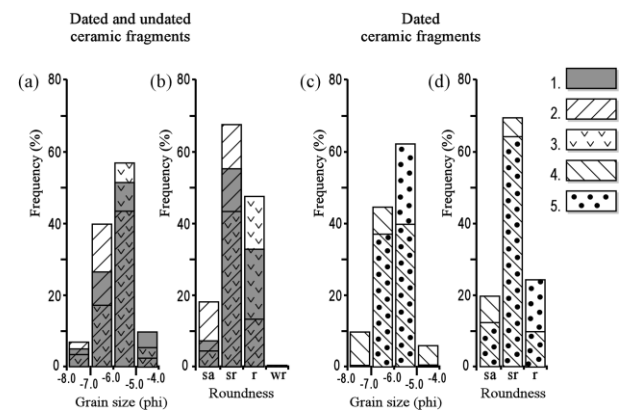 Dated and undated
ceramic fragments
Dated
ceramic fragments
(a)
(b)
(c)
(d)
80
60
40
20
0
Frequency (%)
-8.0
-7.0
-6.0
-5.0
-4.0
Grain size (phi)
80
60
40
20
0
Frequency (%)
sa
sr
r
wr
Roundness
80
60
40
20
0
Frequency (%)
-8.0
-7.0
-6.0
-5.0
-4.0
Grain size (phi)
80
60
40
20
0
Frequency (%)
sa
sr
r
Roundness
1.
2.
3.
4.
5.